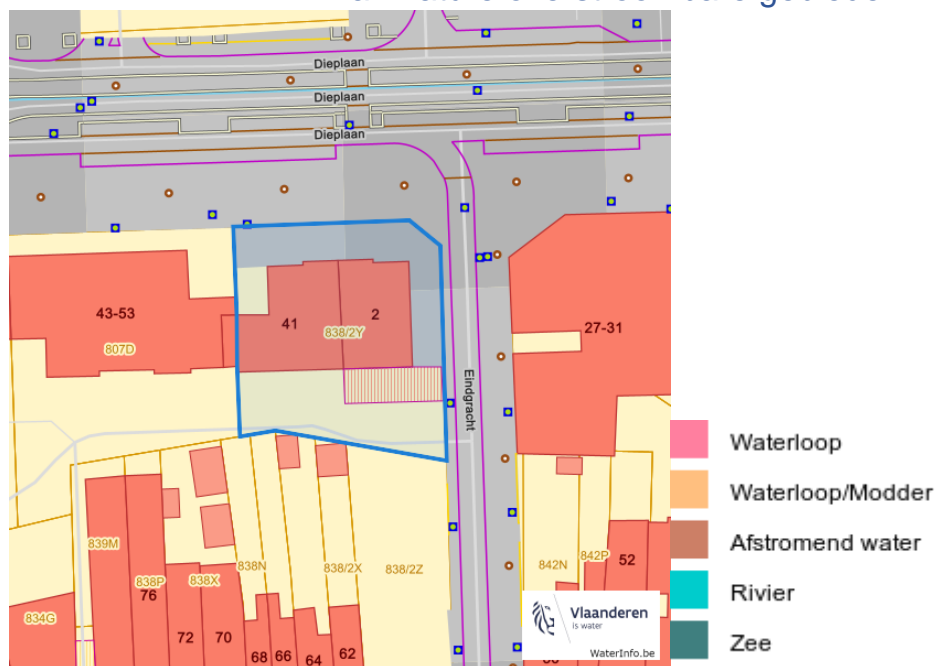 Dieplaan
Dieplaan
Dieplaan
43-53
807D
41
2
838/2Y
27-31
Eindgracht
839M
838P
76
838X
838N
838/2X
838/2Z
842N
842P
52
834G
72
70
68
66
64
62
Vlaanderen
is water
WaterInfo.be
Waterloop
Waterloop/Modder
Afstromend water
Rivier
Zee